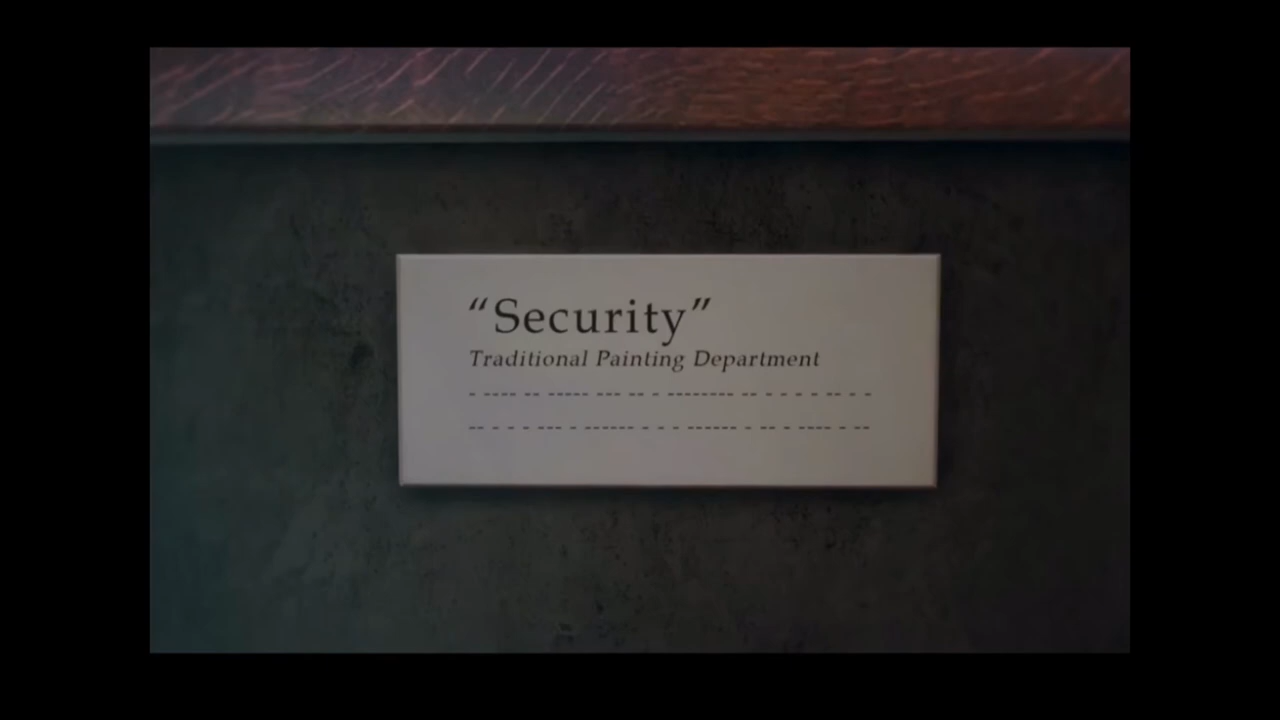 “Security”
Traditional Painting Department
- ---- -- ----- --- -- - -------- -- - - - - -- - -
-- - - - --- - ------ - - - ------ - -- - ---- - --